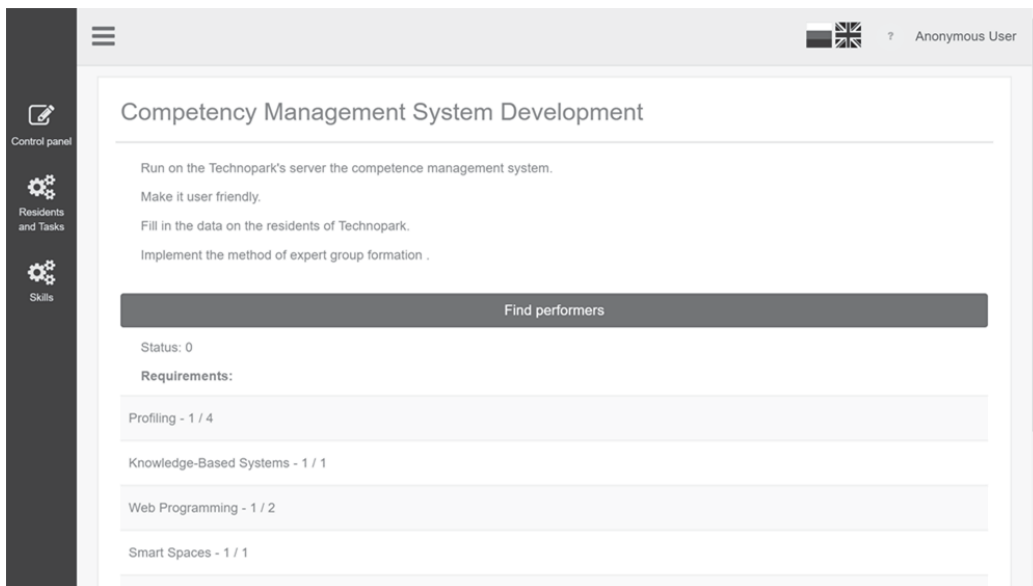 ? Anonymous User
Control panel
Residents
and Tasks
Skills
Competency Management System Development
Run on the Technopark's server the competence management system.
Make it user friendly.
Fill in the data on the residents of Technopark.
Implement the method of expert group formation .
Find performers
Status: 0
Requirements:
Profiling - 1 / 4
Knowledge-Based Systems - 1 / 1
Web Programming - 1 / 2
Smart Spaces - 1 / 1